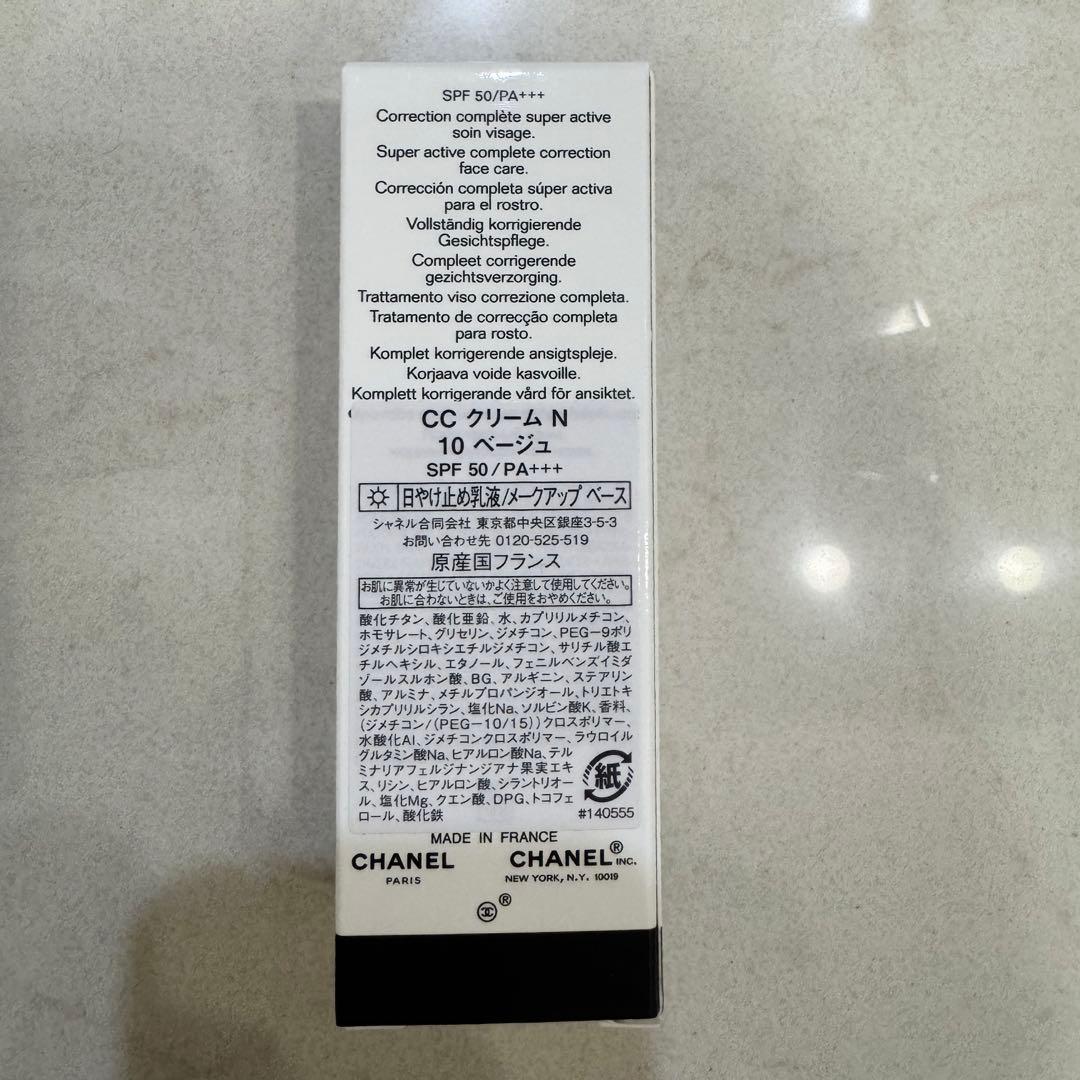 SPF 50/PA+++
Correction complète super active
soin visage.
Super active complete correction
face care.
Corrección completa súper activa
para el rostro.
Vollständig korrigierende
Gesichtspflege.
Compleet corrigerende
gezichtsverzorging.
Trattamento viso correzione completa.
Tratamento de correcção completa
para rosto.
Komplet korrigerende ansigtspleje.
Korjaava voide kasvoille.
Komplett korrigerande vård för ansiktet.
CC クリーム N
10 ベージュ
SPF 50/PA+++
日やけ止め乳液/メークアップ ベース
シャネル合同会社 東京都中央区銀座3-5-3
お問い合わせ先 0120-525-519
原産国フランス
お肌に異常が生じていないかよく注意して使用してください。
お肌に合わないときは、ご使用をおやめください。
酸化チタン、酸化亜鉛、水、カプリリルメチコン、
ホモサレート、グリセリン、ジメチコン、PEG-9ポリ
ジメチルシロキシエチルジメチコン、サリチル酸エ
チルヘキシル、エタノール、フェニルベンズイミダ
ゾールスルホン酸、BG、アルギニン、ステアリン
酸、アルミナ、メチルプロパンジオール、トリエトキ
シカプリリルシラン、塩化Na、ソルビン酸K、香料、
(ジメチコン/(PEG-10/15))クロスポリマー、
水酸化Al、ジメチコンクロスポリマー、ラウロイル
グルタミン酸Na、ヒアルロン酸Na、テル
ミナリアフェルジナンジアナ果実エキ
ス、リシン、ヒアルロン酸、シラントリオー
ル、塩化Mg、クエン酸、DPG、トコフェ
ロール、酸化鉄
紙
#140555
MADE IN FRANCE
CHANEL
PARIS
CHANEL® INC.
NEW YORK, N.Y. 10019
®